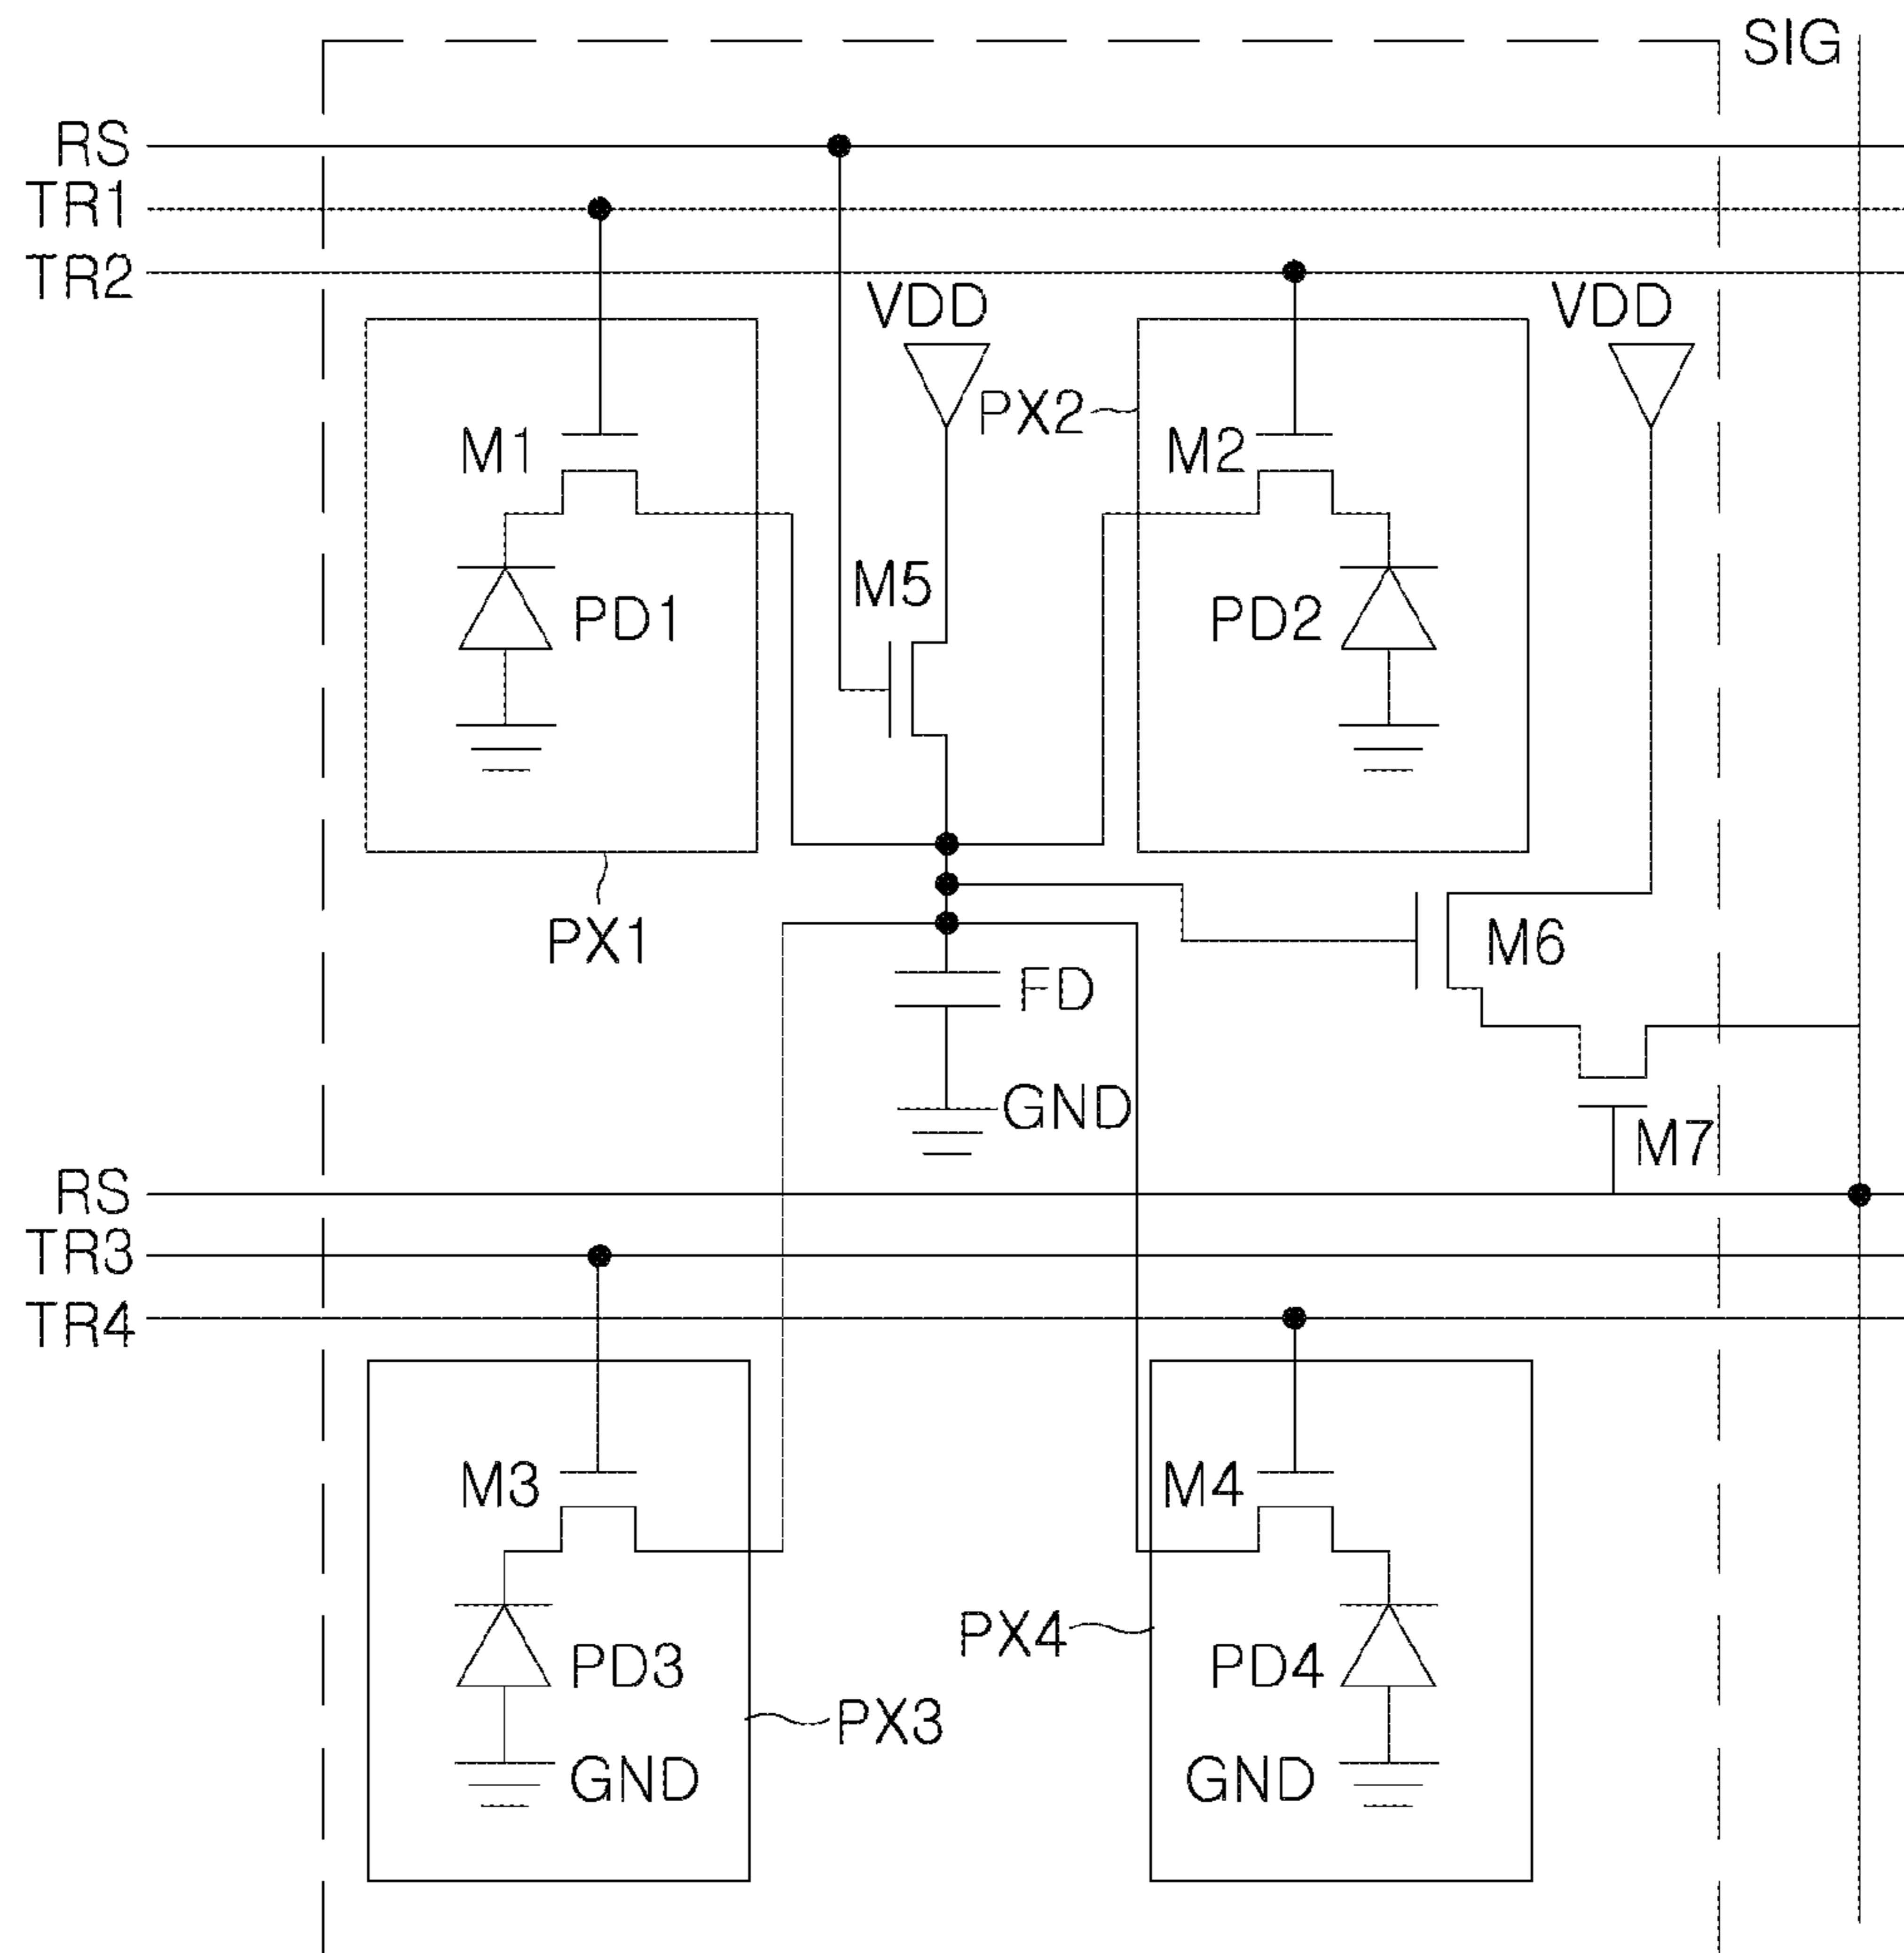 SIG
RS
TR1
TR2
VDD
VDD
PX2
M1
M2
M5
PD1
PD2
PX1
M6
FD
GND
M7
RS
TR3
TR4
M3
M4
PX4
PD3
PD4
PX3
GND
GND